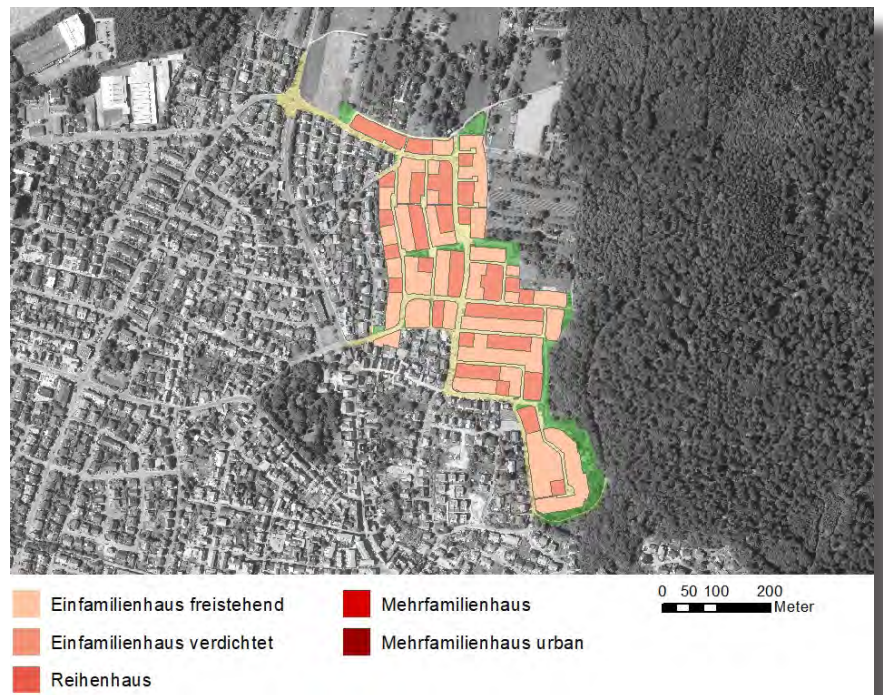 Einfamilienhaus freistehend
Einfamilienhaus verdichtet
Reihenhaus
Mehrfamilienhaus
Mehrfamilienhaus urban
0 50 100 200
Meter